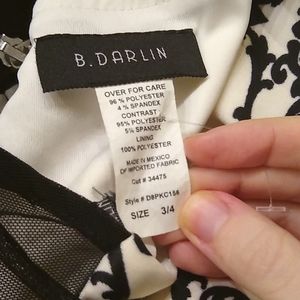 B. DARLIN
OVER FOR CARE
96 % POLYESTER
4 % SPANDEX
CONTRAST
95% POLYESTER
5% SPANDEX
LINING
100% POLYESTER
MADE IN MEXICO
OF IMPORTED FABRIC
Cut # 34475
Style # D8PKC158
SIZE 3/4